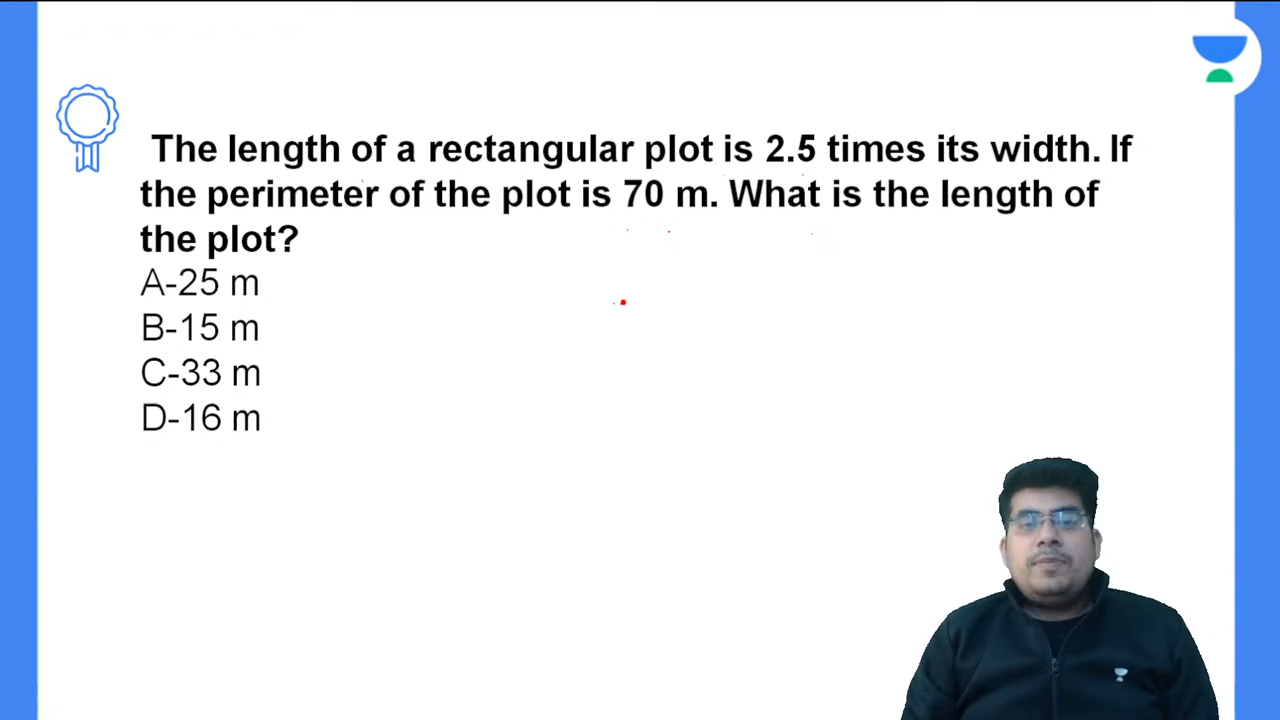 The length of a rectangular plot is 2.5 times its width. If
the perimeter of the plot is 70 m. What is the length of
the plot?
A-25 m
B-15 m
C-33 m
D-16 m